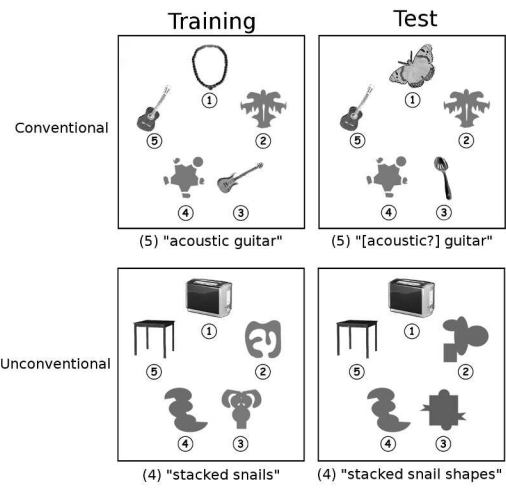 Training
Test
Conventional
1
5
2
4
3
1
5
2
4
3
(5) "acoustic guitar"
(5) "[acoustic?] guitar"
Unconventional
1
5
2
4
3
1
5
2
4
3
(4) "stacked snails"
(4) "stacked snail shapes"